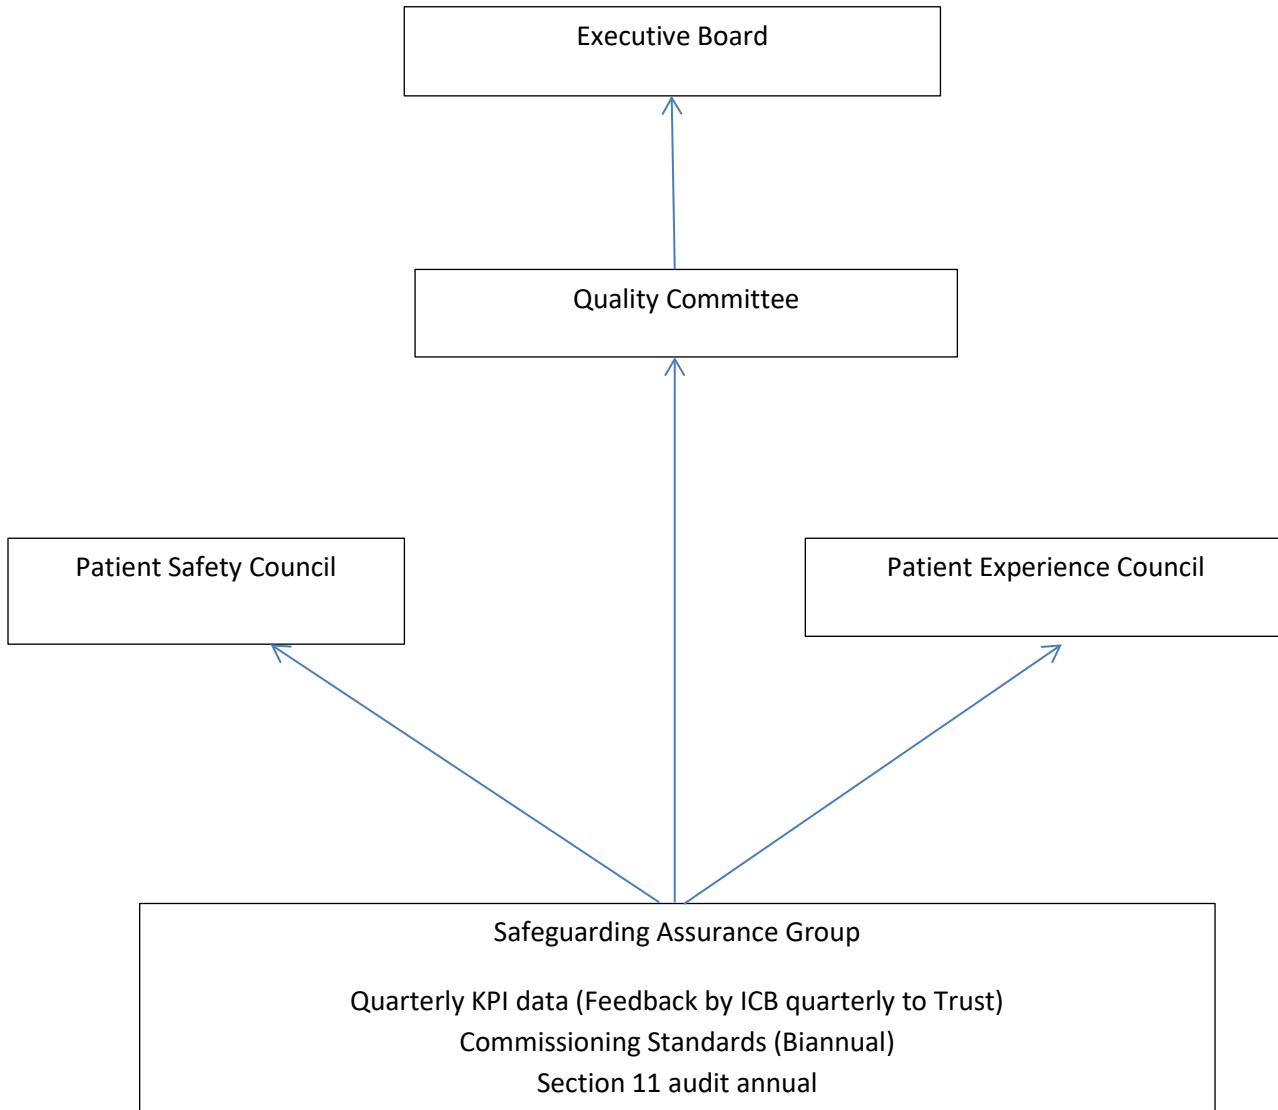 Executive Board
Quality Committee
Patient Safety Council
Patient Experience Council
Safeguarding Assurance Group
Quarterly KPI data (Feedback by ICB quarterly to Trust)
Commissioning Standards (Biannual)
Section 11 audit annual